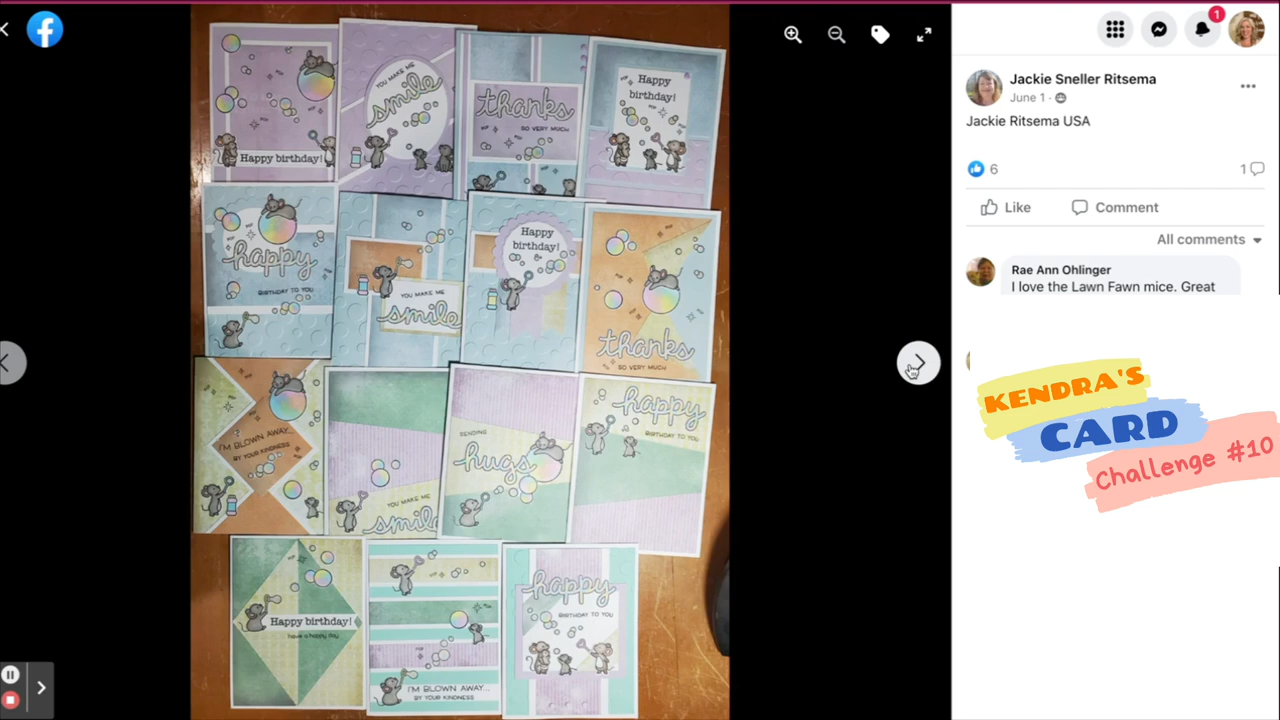 1
Jackie Sneller Ritsema
June 1
Jackie Ritsema USA
6
1
Like
Comment
All comments
Rae Ann Ohlinger
I love the Lawn Fawn mice. Great
KENDRA'S
CARD
Challenge #10
Happy birthday!
YOU MAKE ME
smile
thanks
SO VERY MUCH
Happy
birthday!
happy
BIRTHDAY TO YOU
YOU MAKE ME
smile
Happy
birthday!
thanks
SO VERY MUCH
I'M BLOWN AWAY...
BY YOUR KINDNESS
YOU MAKE ME
smile
SENDING
hugs
happy
BIRTHDAY TO YOU
Happy birthday!
have a happy day
I'M BLOWN AWAY...
BY YOUR KINDNESS
happy
BIRTHDAY TO YOU